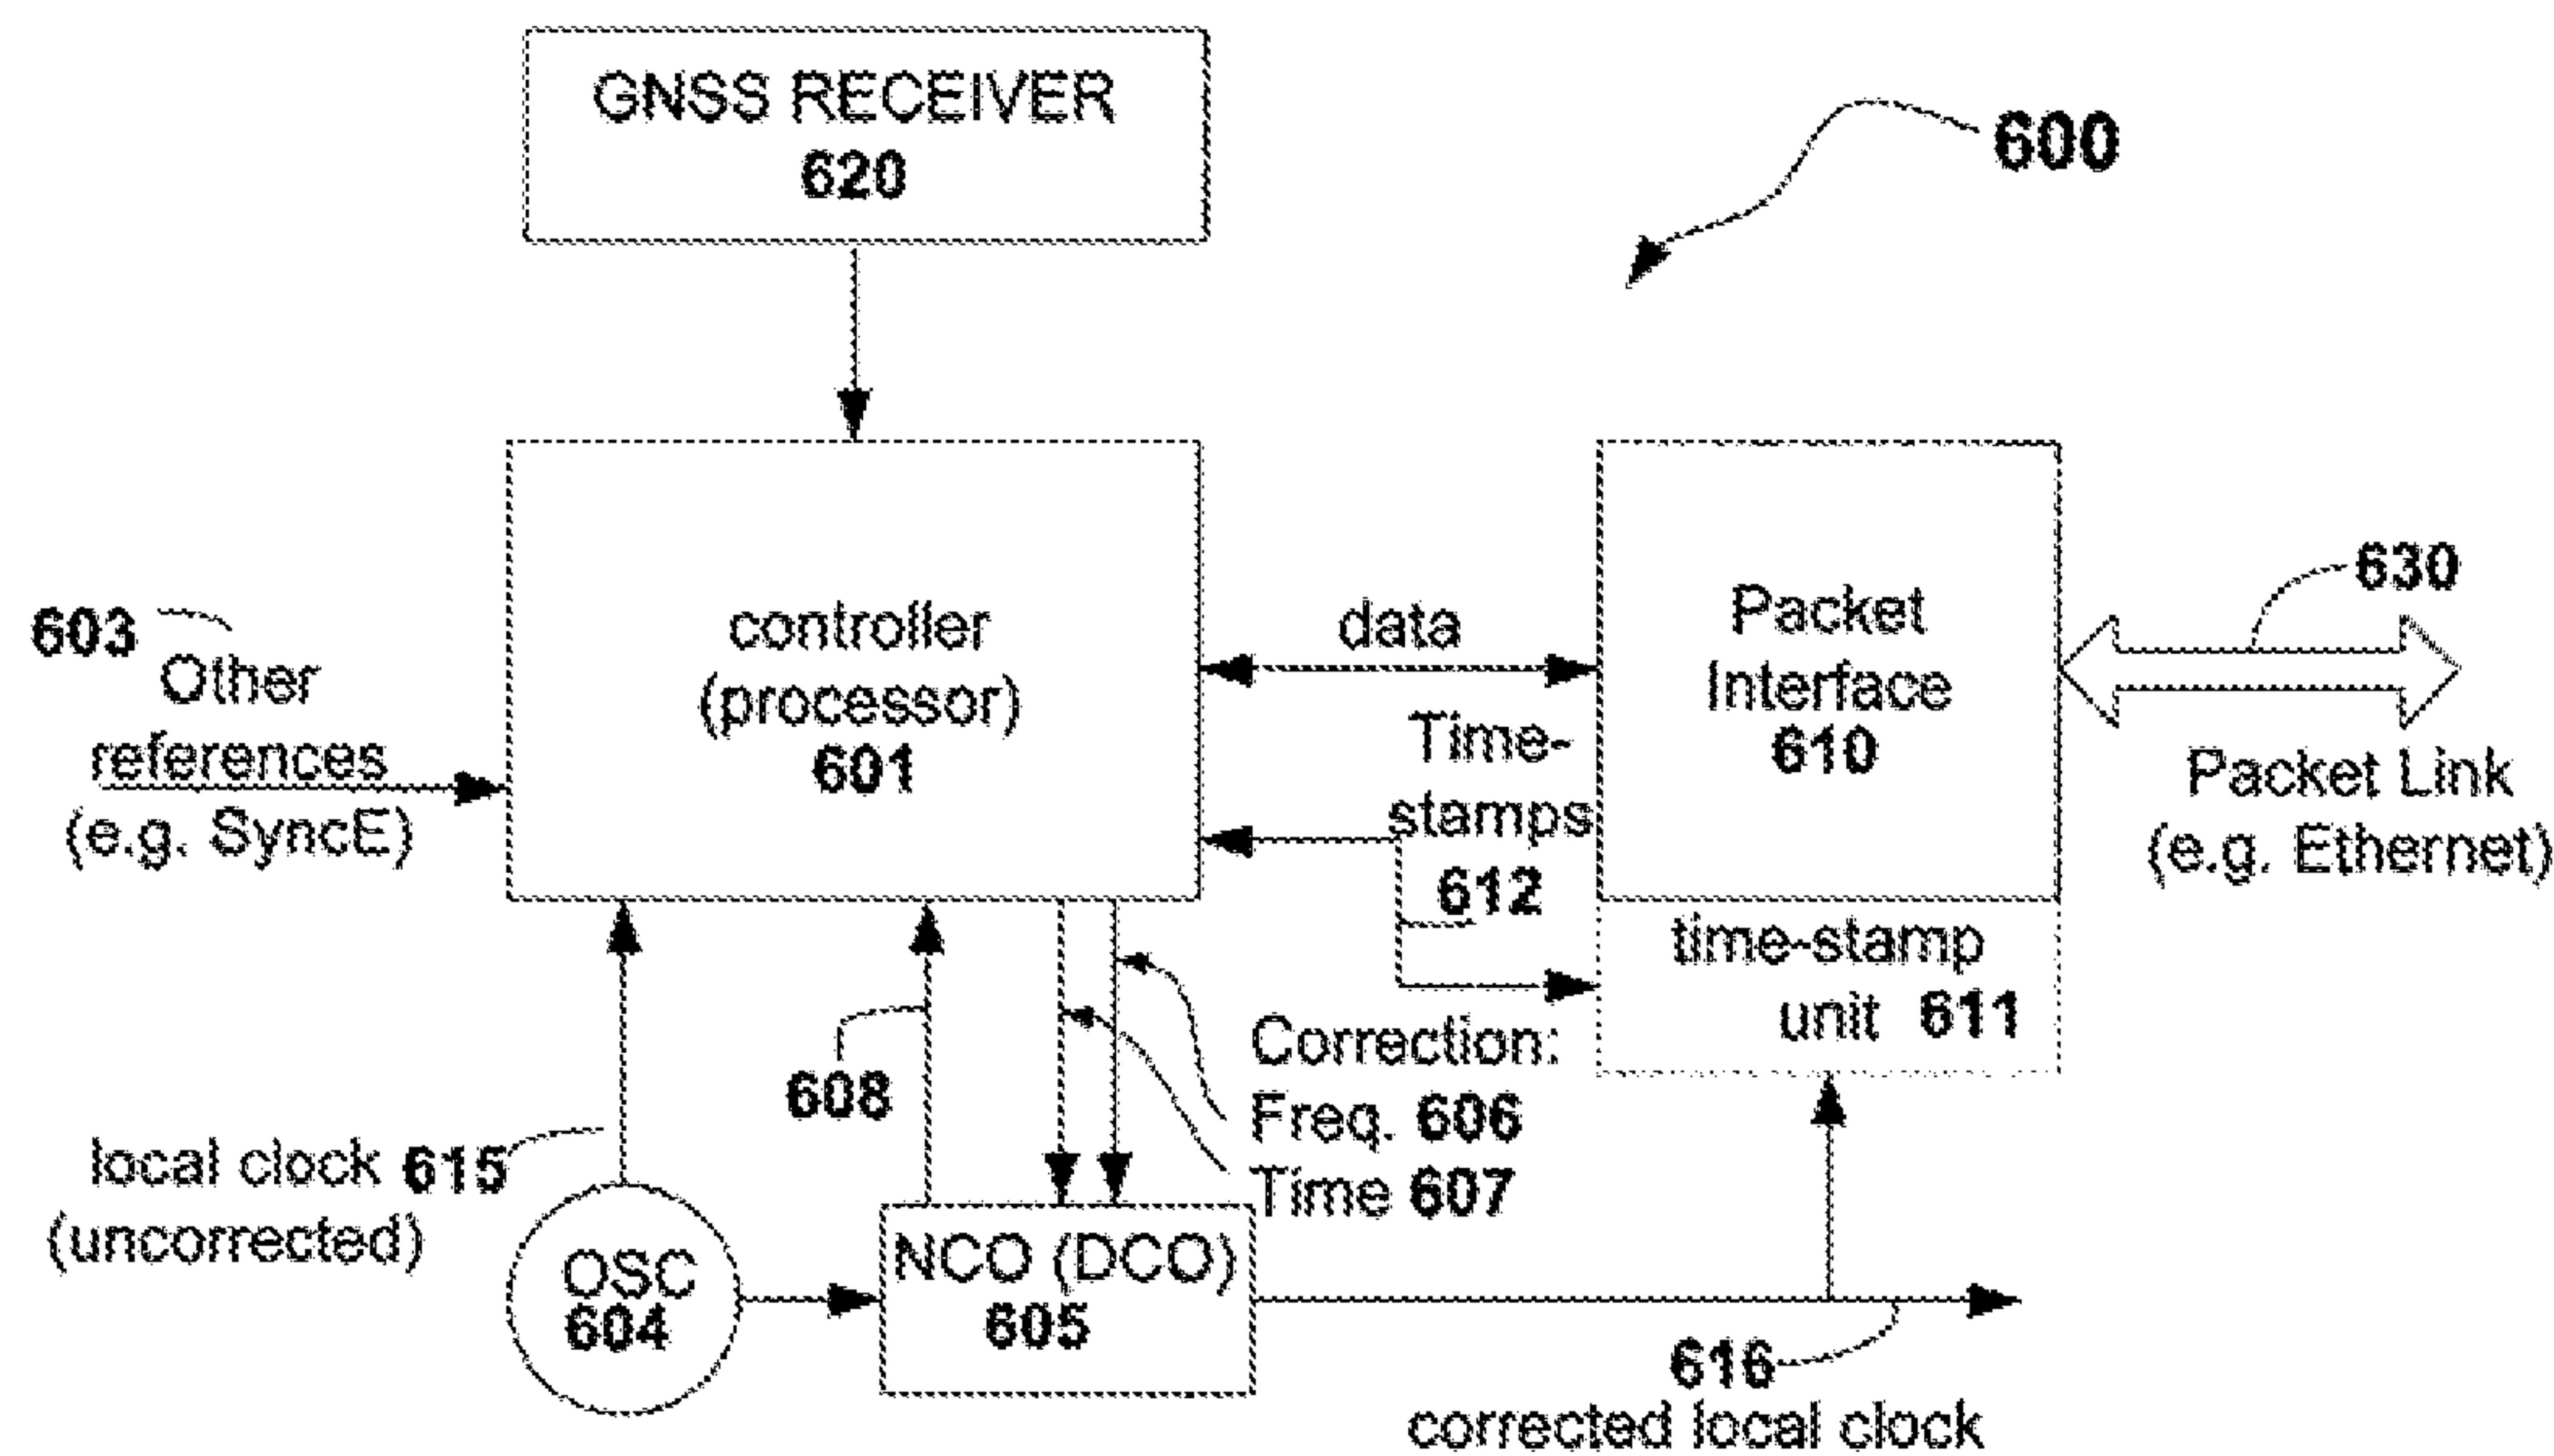 GNSS RECEIVER
620
600
603
Other
references
(e.g. SyncE)
controller
(processor)
601
data
Time-
stamps
612
Packet
Interface
610
630
Packet Link
(e.g. Ethernet)
time-stamp
unit 611
608
Correction:
Freq. 606
Time 607
local clock 615
(uncorrected)
OSC
604
NCO (DCO)
605
616
corrected local clock